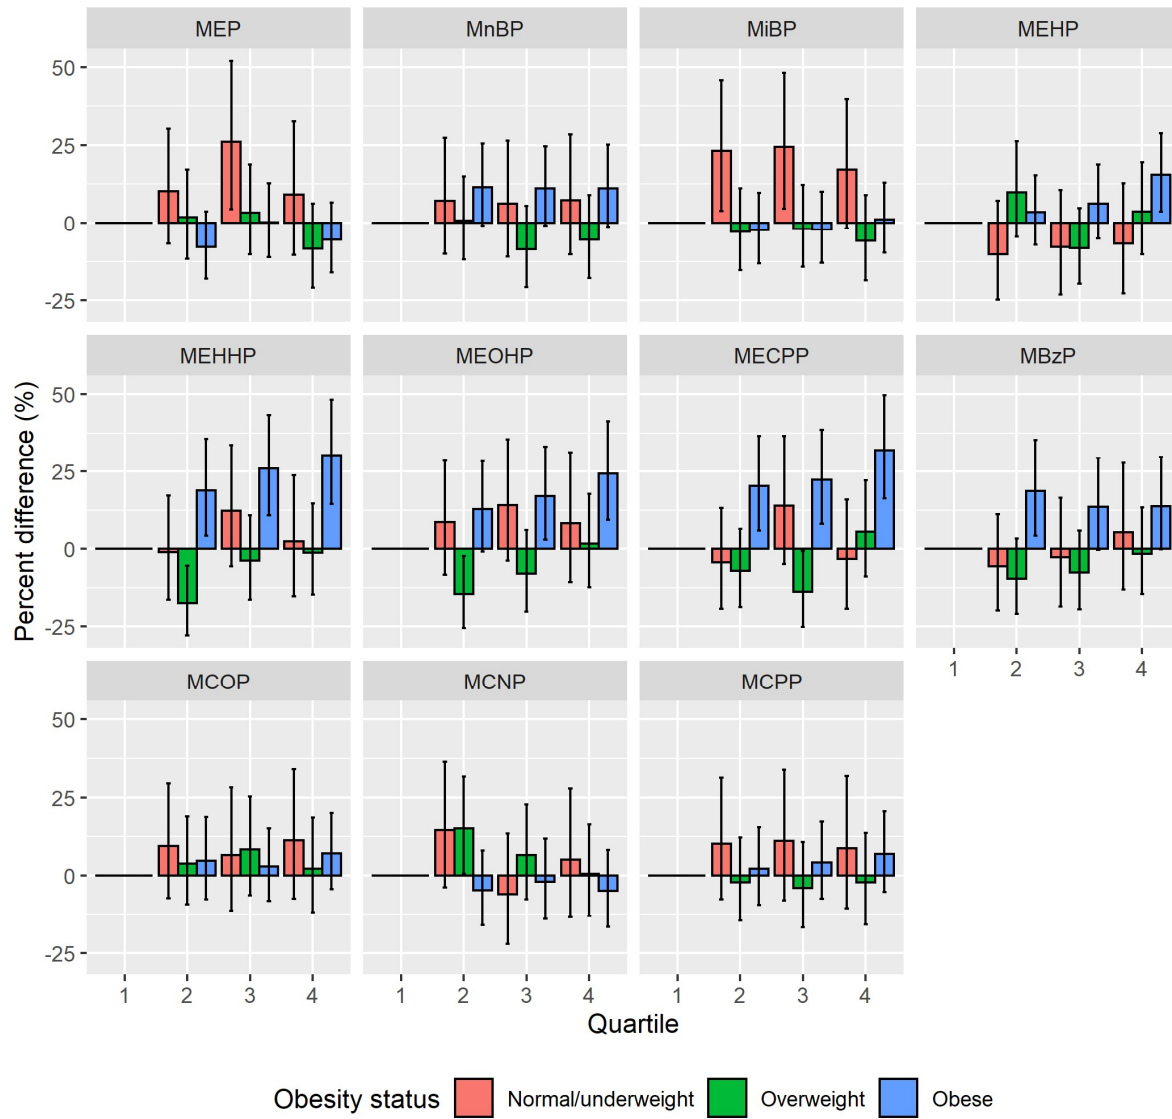 MEP MnBP MiBP MEHP
50
25
0
-25
MEHHP MEOHP MECPP MBzP
50
25
0
-25
1 2 3 4
MCOP MCNP MCPP
50
25
0
-25
1 2 3 4 1 2 3 4 1 2 3 4
Percent difference (%)
Quartile
Obesity status Normal/underweight Overweight Obese